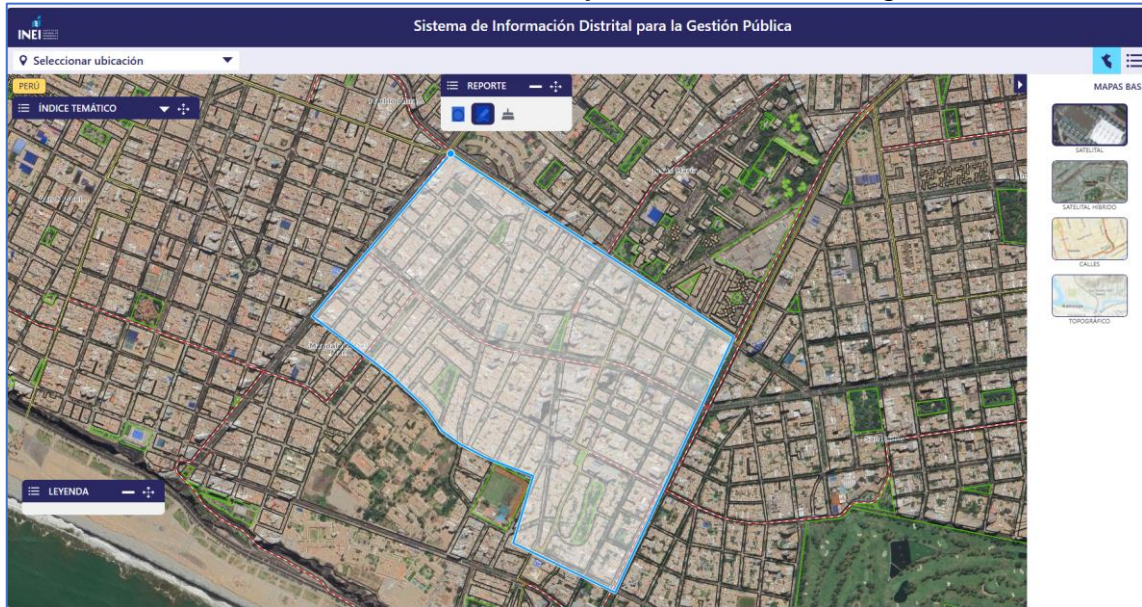 INEI
Sistema de Información Distrital para la Gestión Pública
Seleccionar ubicación
PERÚ
ÍNDICE TEMÁTICO
REPORTE
LEYENDA
MAPAS BAS
SATELITAL
SATELITAL HÍBRIDO
CALLES
TOPOGRÁFICO